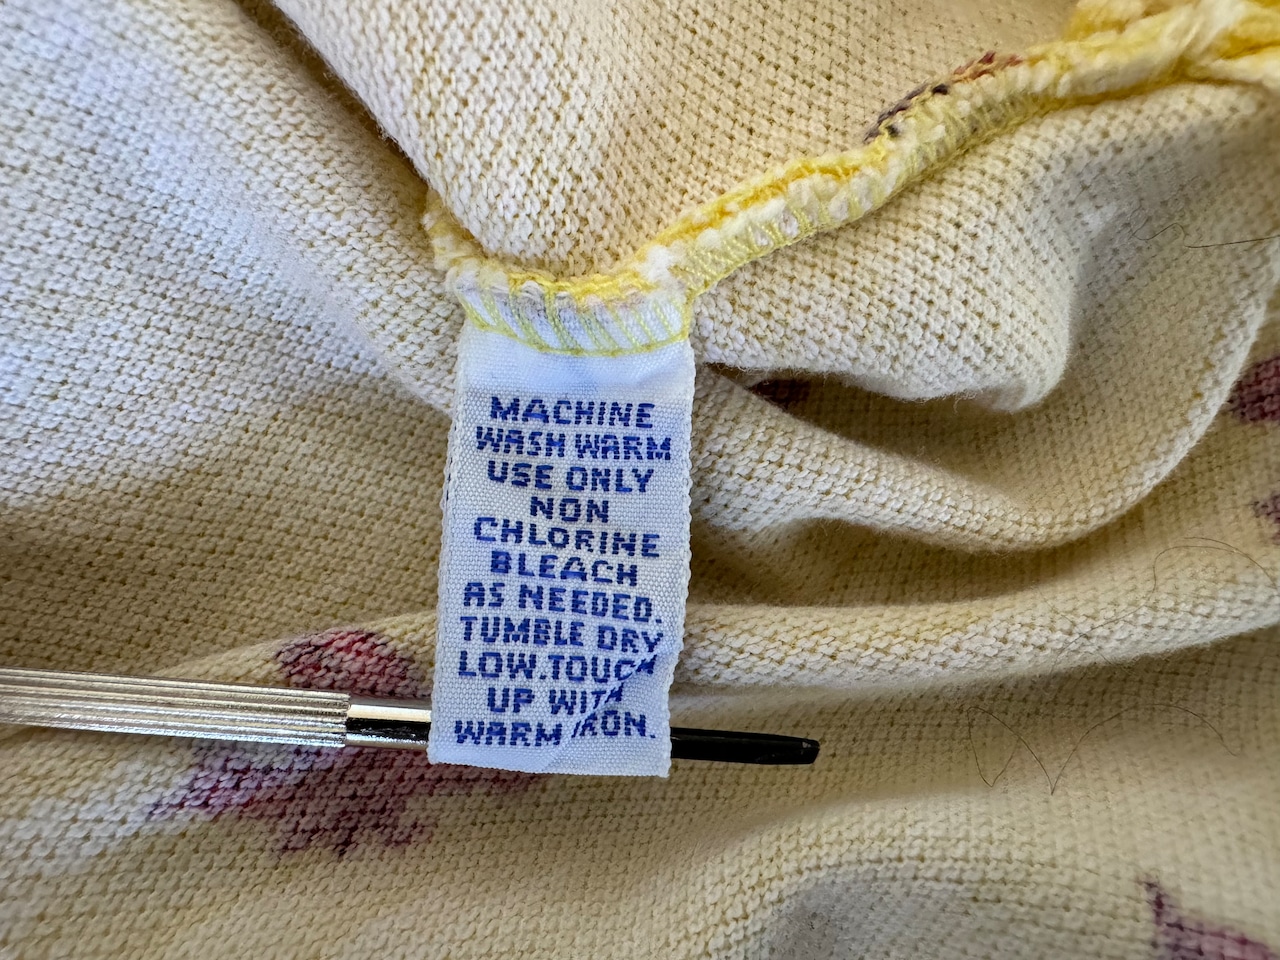 MACHINE
WASH WARM
USE ONLY
NON
CHLORINE
BLEACH
AS NEEDED.
TUMBLE DRY
LOW.TOUCH
UP WITH
WARM IRON.